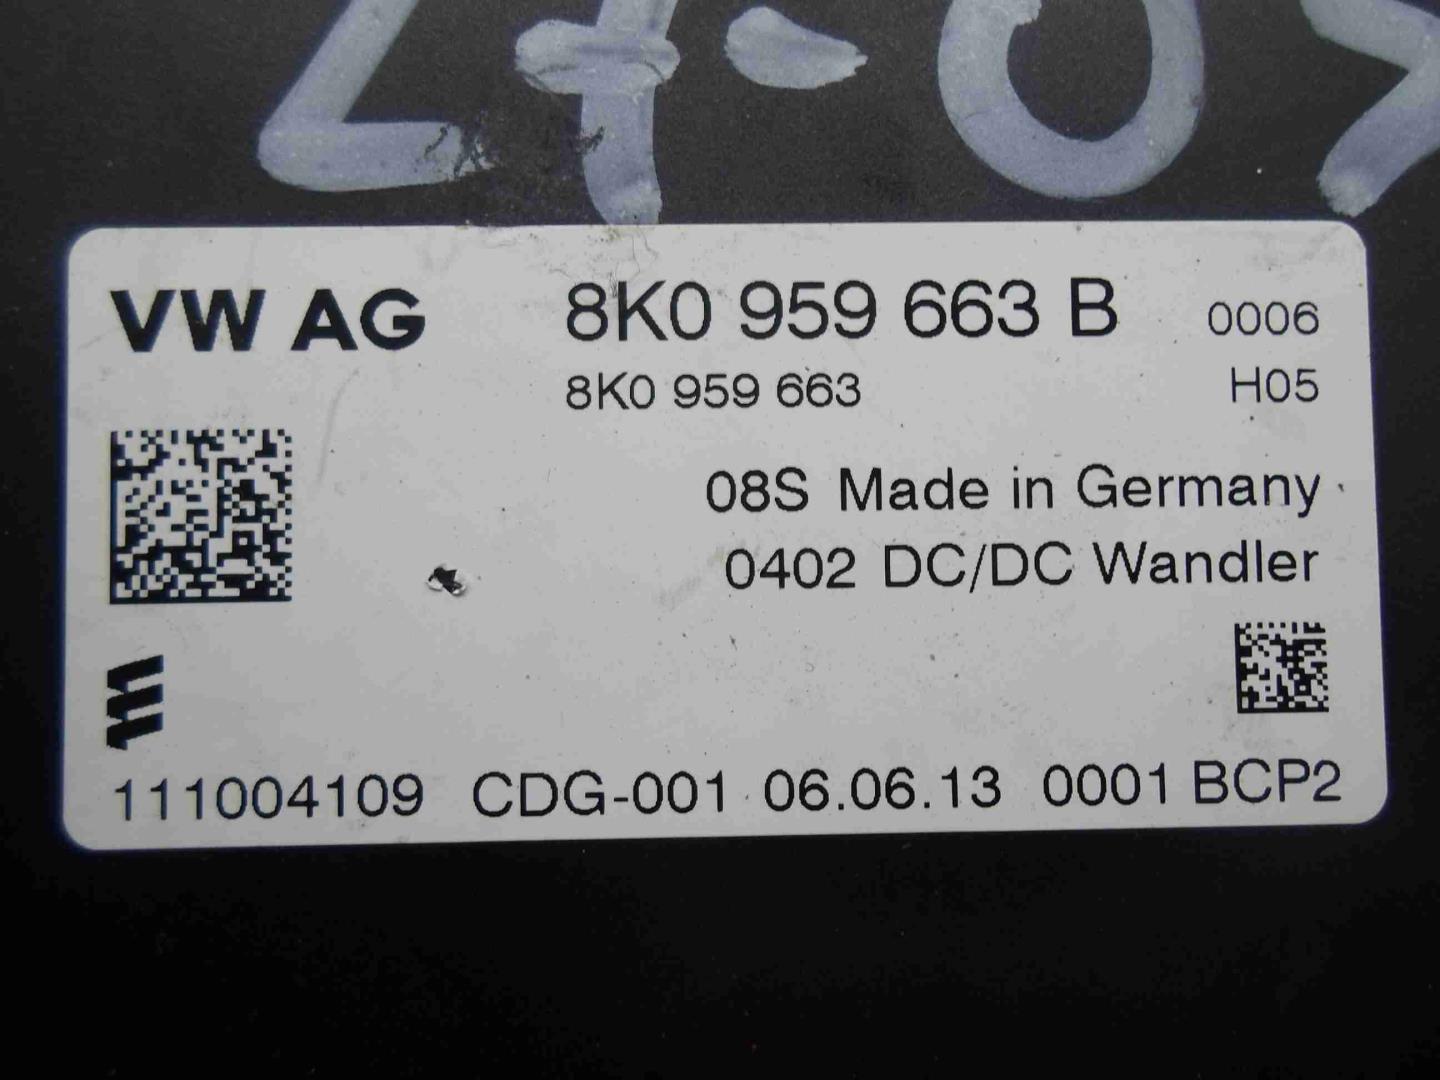 VW AG 8K0 959 663 B 0006
8K0 959 663 H05
08S Made in Germany
0402 DC/DC Wandler
111004109 CDG-001 06.06.13 0001 BCP2